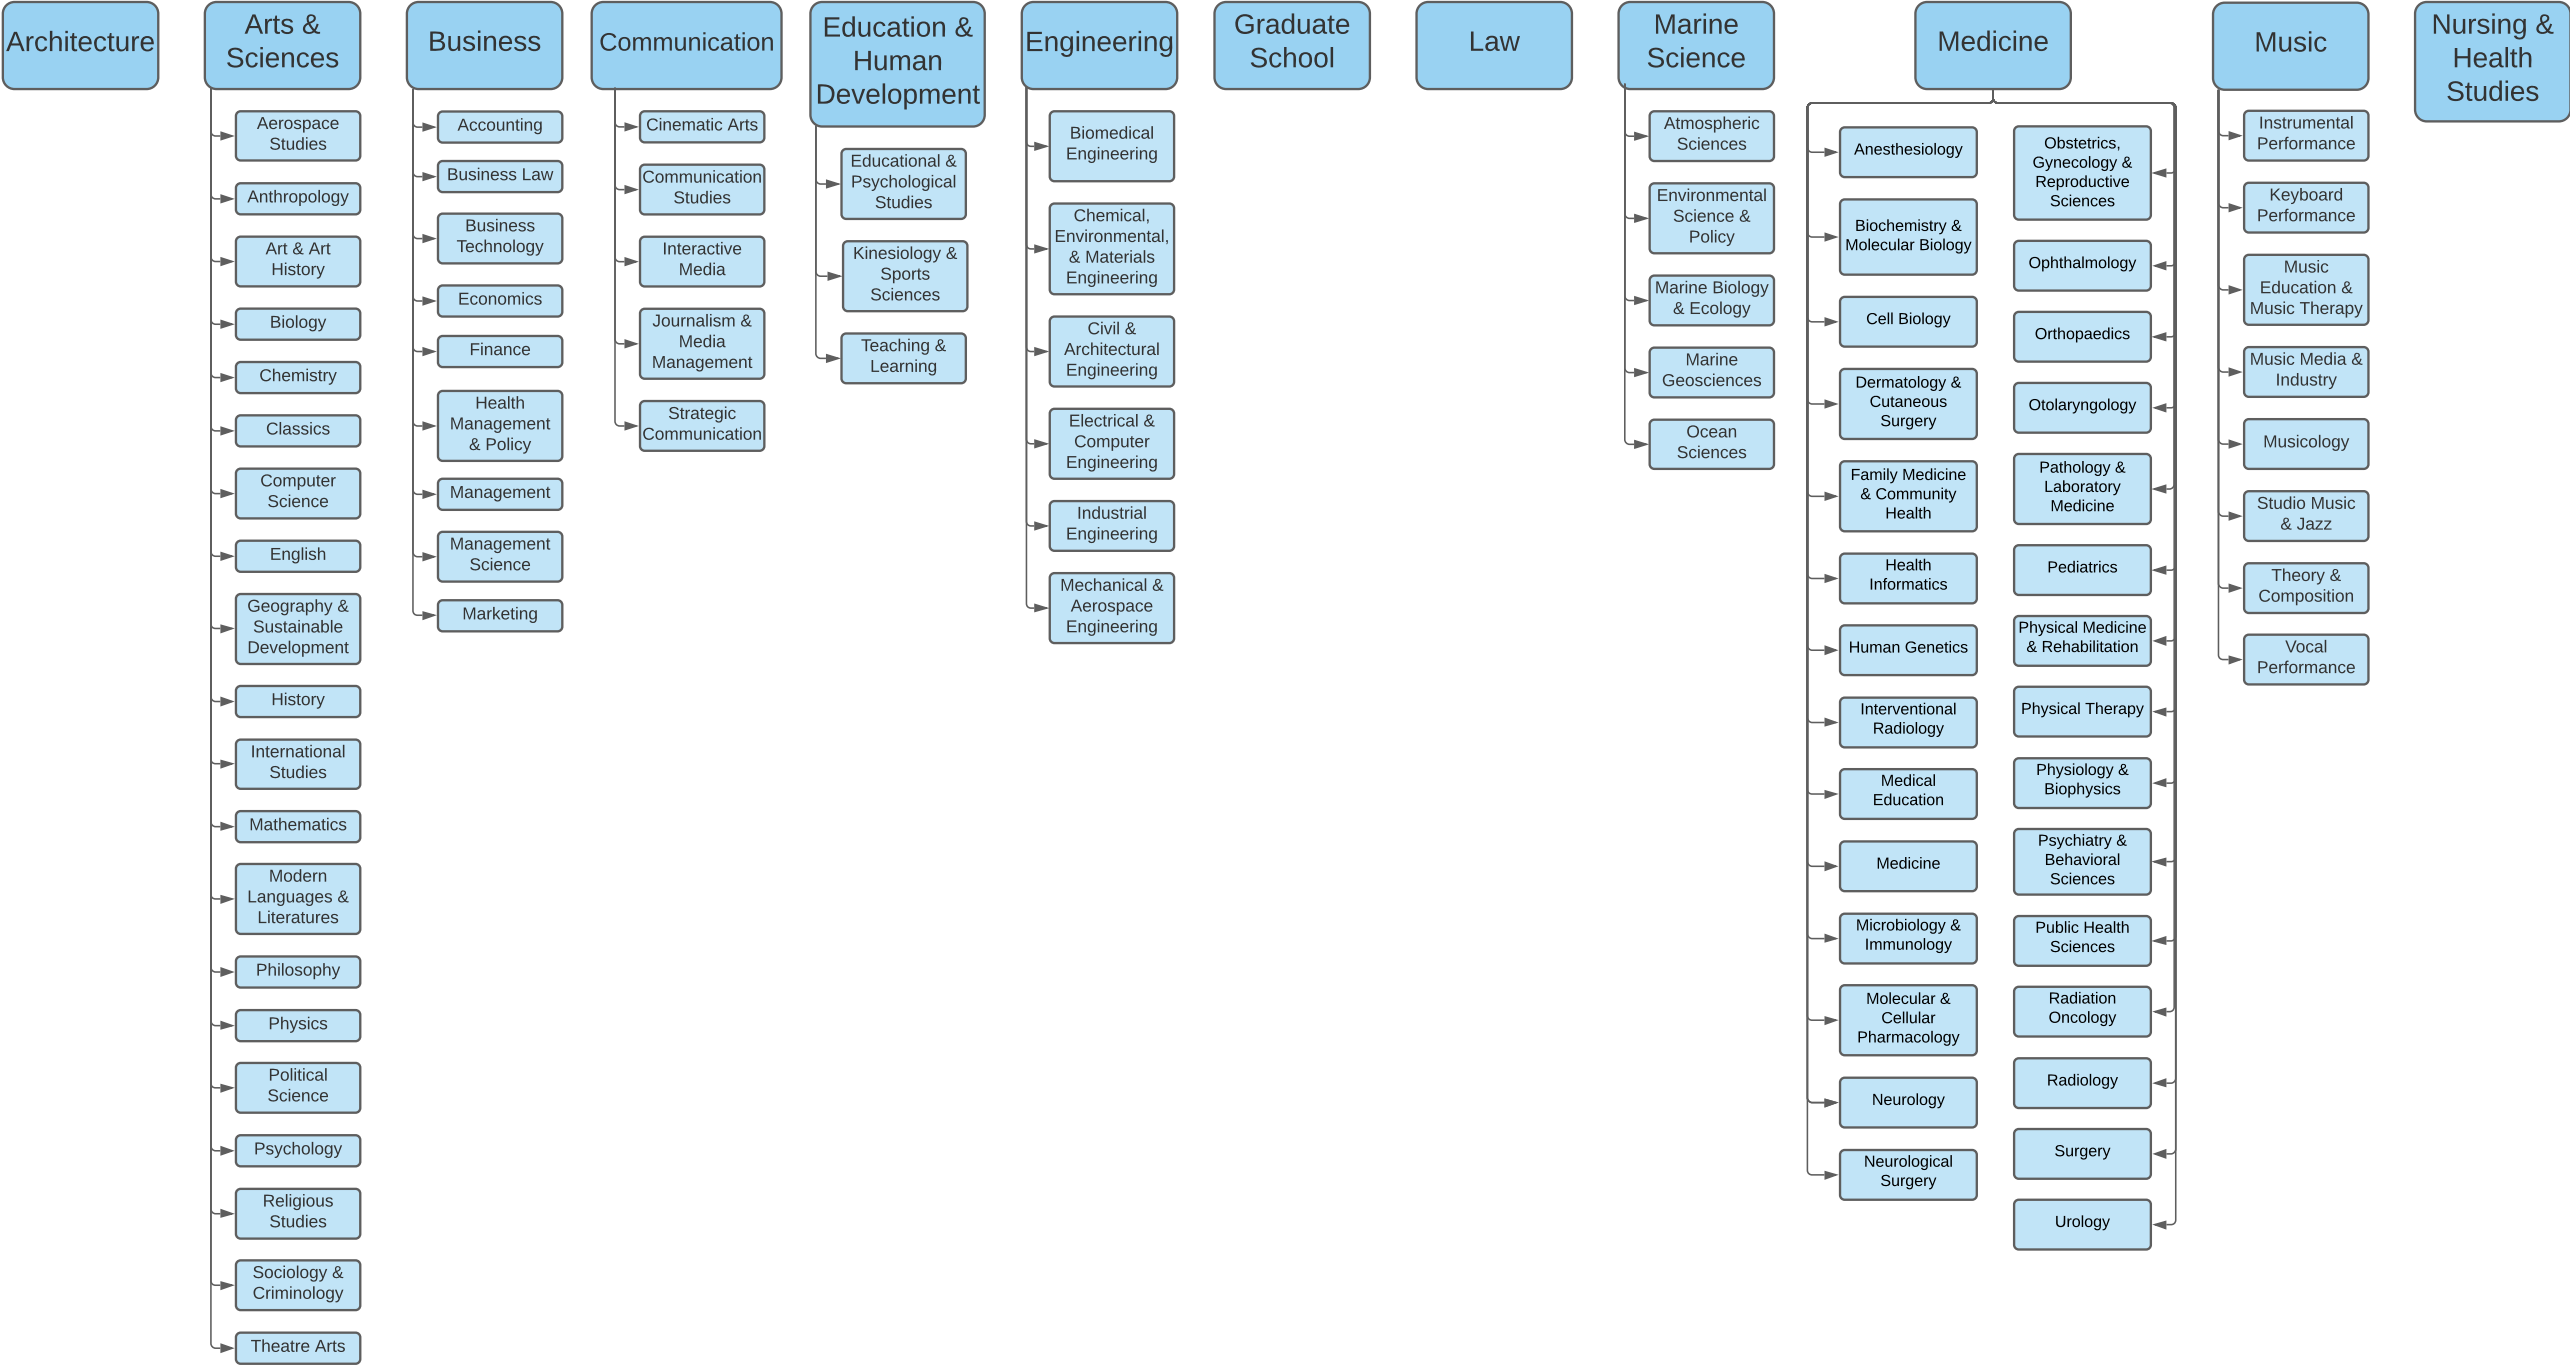 Architecture
Arts &
Sciences
Aerospace
Studies
Anthropology
Art & Art
History
Biology
Chemistry
Classics
Computer
Science
English
Geography &
Sustainable
Development
History
International
Studies
Mathematics
Modern
Languages &
Literatures
Philosophy
Physics
Political
Science
Psychology
Religious
Studies
Sociology &
Criminology
Theatre Arts
Business
Accounting
Business Law
Business
Technology
Economics
Finance
Health
Management
& Policy
Management
Management
Science
Marketing
Communication
Cinematic Arts
Communication
Studies
Interactive
Media
Journalism &
Media
Management
Strategic
Communication
Education &
Human
Development
Educational &
Psychological
Studies
Kinesiology &
Sports
Sciences
Teaching &
Learning
Engineering
Biomedical
Engineering
Chemical,
Environmental,
& Materials
Engineering
Civil &
Architectural
Engineering
Electrical &
Computer
Engineering
Industrial
Engineering
Mechanical &
Aerospace
Engineering
Graduate
School
Law
Marine
Science
Atmospheric
Sciences
Environmental
Science &
Policy
Marine Biology
& Ecology
Marine
Geosciences
Ocean
Sciences
Medicine
Anesthesiology
Biochemistry &
Molecular Biology
Cell Biology
Dermatology &
Cutaneous
Surgery
Family Medicine
& Community
Health
Health
Informatics
Human Genetics
Interventional
Radiology
Medical
Education
Medicine
Microbiology &
Immunology
Molecular &
Cellular
Pharmacology
Neurology
Neurological
Surgery
Obstetrics,
Gynecology &
Reproductive
Sciences
Ophthalmology
Orthopaedics
Otolaryngology
Pathology &
Laboratory
Medicine
Pediatrics
Physical Medicine
& Rehabilitation
Physical Therapy
Physiology &
Biophysics
Psychiatry &
Behavioral
Sciences
Public Health
Sciences
Radiation
Oncology
Radiology
Surgery
Urology
Music
Instrumental
Performance
Keyboard
Performance
Music
Education &
Music Therapy
Music Media &
Industry
Musicology
Studio Music
& Jazz
Theory &
Composition
Vocal
Performance
Nursing &
Health
Studies